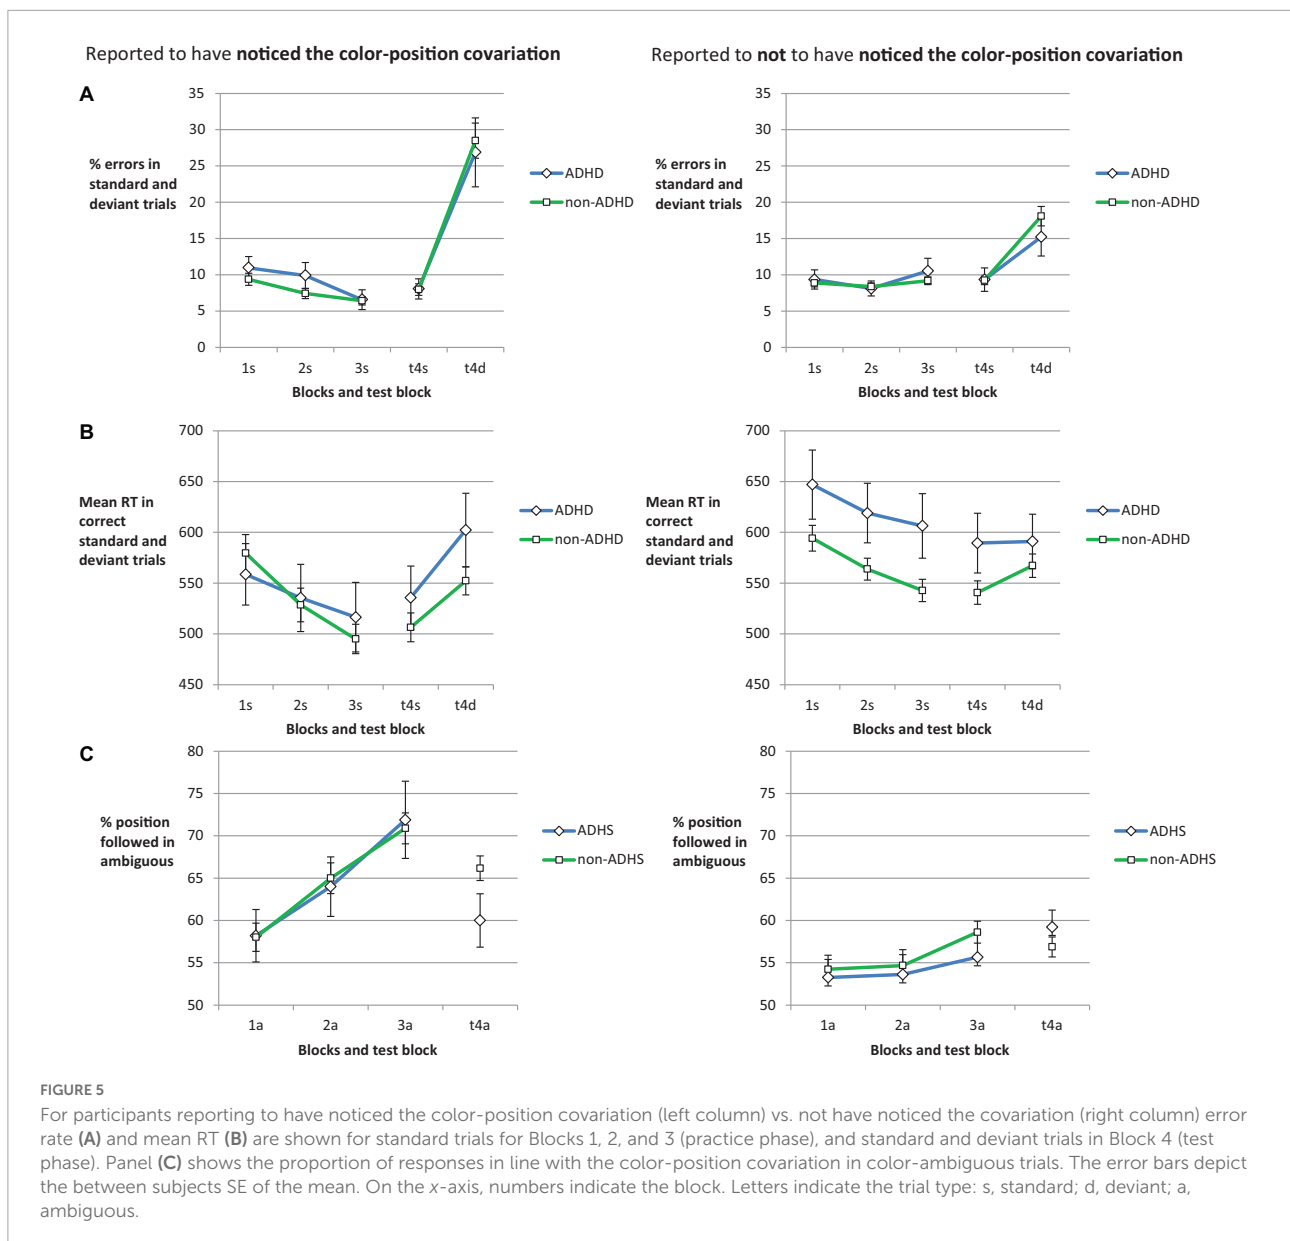 Reported to have noticed the color-position covariation
Reported to not to have noticed the color-position covariation
A
% errors in
standard and
deviant trials
35
30
25
20
15
10
5
0
1s 2s 3s t4s t4d
Blocks and test block
ADHD
non-ADHD
% errors in
standard and
deviant trials
35
30
25
20
15
10
5
0
1s 2s 3s t4s t4d
Blocks and test block
ADHD
non-ADHD
B
Mean RT in
correct
standard and
deviant trials
700
650
600
550
500
450
1s 2s 3s t4s t4d
Blocks and test block
ADHD
non-ADHD
Mean RT in
correct
standard and
deviant trials
700
650
600
550
500
450
1s 2s 3s t4s t4d
Blocks and test block
ADHD
non-ADHD
C
% position
followed in
ambiguous
80
75
70
65
60
55
50
1a 2a 3a t4a
Blocks and test block
ADHS
non-ADHS
% position
followed in
ambiguous
80
75
70
65
60
55
50
1a 2a 3a t4a
Blocks and test block
ADHS
non-ADHS
FIGURE 5
For participants reporting to have noticed the color-position covariation (left column) vs. not have noticed the covariation (right column) error
rate (A) and mean RT (B) are shown for standard trials for Blocks 1, 2, and 3 (practice phase), and standard and deviant trials in Block 4 (test
phase). Panel (C) shows the proportion of responses in line with the color-position covariation in color-ambiguous trials. The error bars depict
the between subjects SE of the mean. On the x-axis, numbers indicate the block. Letters indicate the trial type: s, standard; d, deviant; a,
ambiguous.